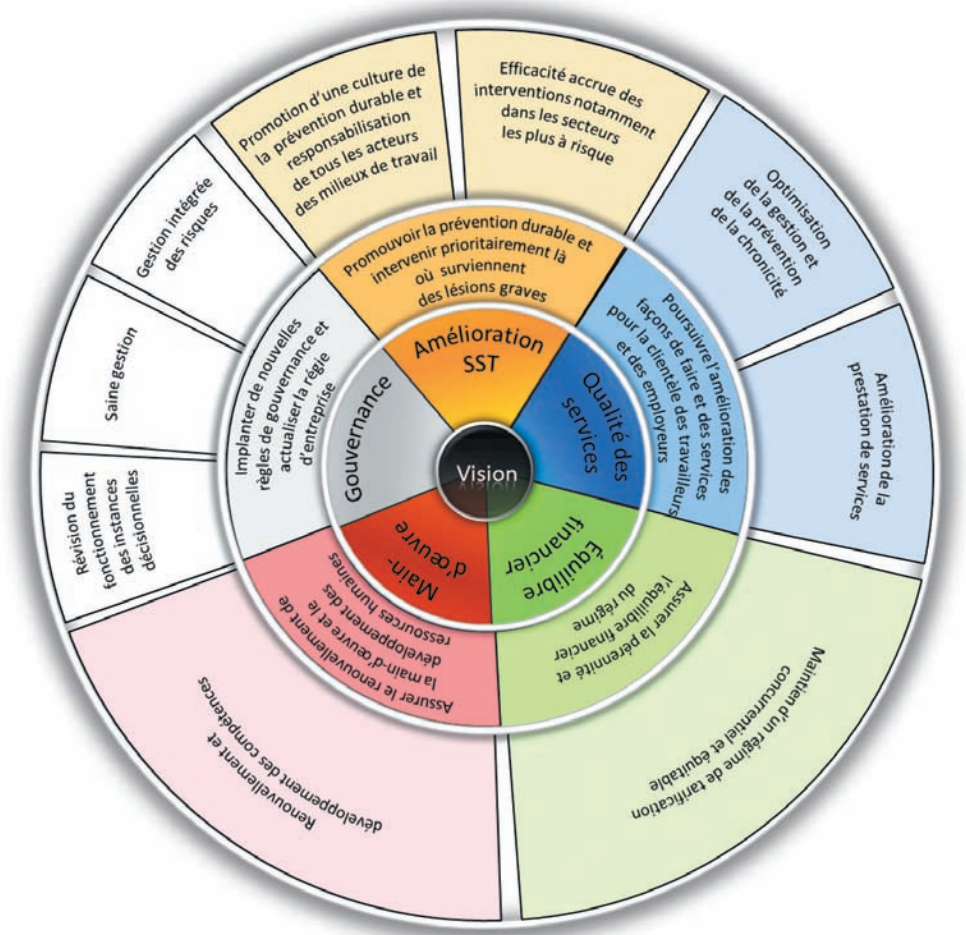 Vision
Amélioration
SST
Qualité des
services
Équilibre
financier
Main-
d'œuvre
Gouvernance
Promouvoir la prévention durable et
intervenir prioritairement là
où surviennent
des lésions graves
Poursuivre l'amélioration des
façons de faire et des services
pour la clientèle des travailleurs
et des employeurs
Assurer la pérennité et
l'équilibre financier
du régime
Assurer le renouvellement de
la main-d'œuvre et le
développement des
ressources humaines
Implanter de nouvelles
règles de gouvernance et
actualiser la régie
d'entreprise
Promotion d'une culture de
la prévention durable et
responsabilisation
de tous les acteurs
des milieux de travail
Efficacité accrue des
interventions notamment
dans les secteurs
les plus à risque
Optimisation
de la gestion et
de la prévention
de la chronicité
Amélioration de la
prestation de services
Maintien d'un régime de tarification
concurrentiel et équitable
Renouvellement et
développement des compétences
Révision du
fonctionnement
des instances
décisionnelles
Saine gestion
Gestion intégrée
des risques